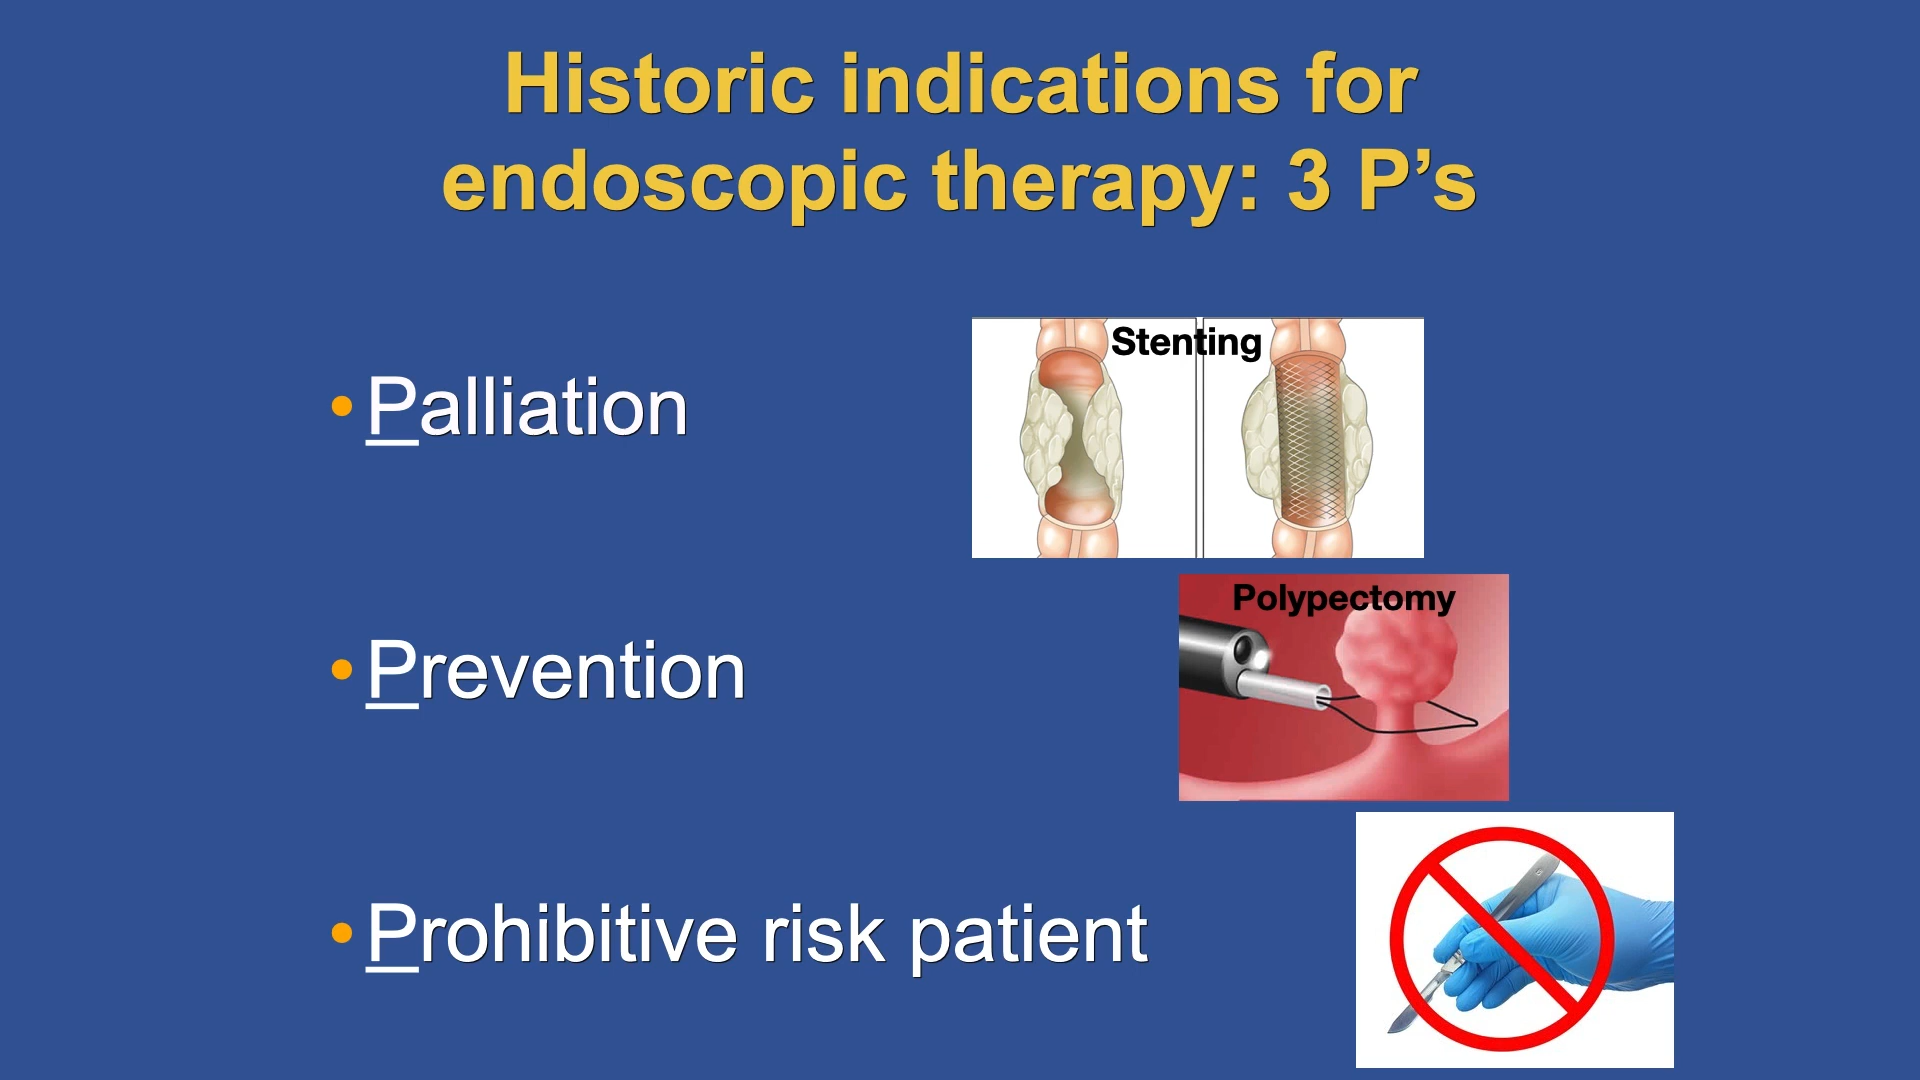 Historic indications for
endoscopic therapy: 3 P’s
• Palliation
Stenting
• Prevention
Polypectomy
• Prohibitive risk patient